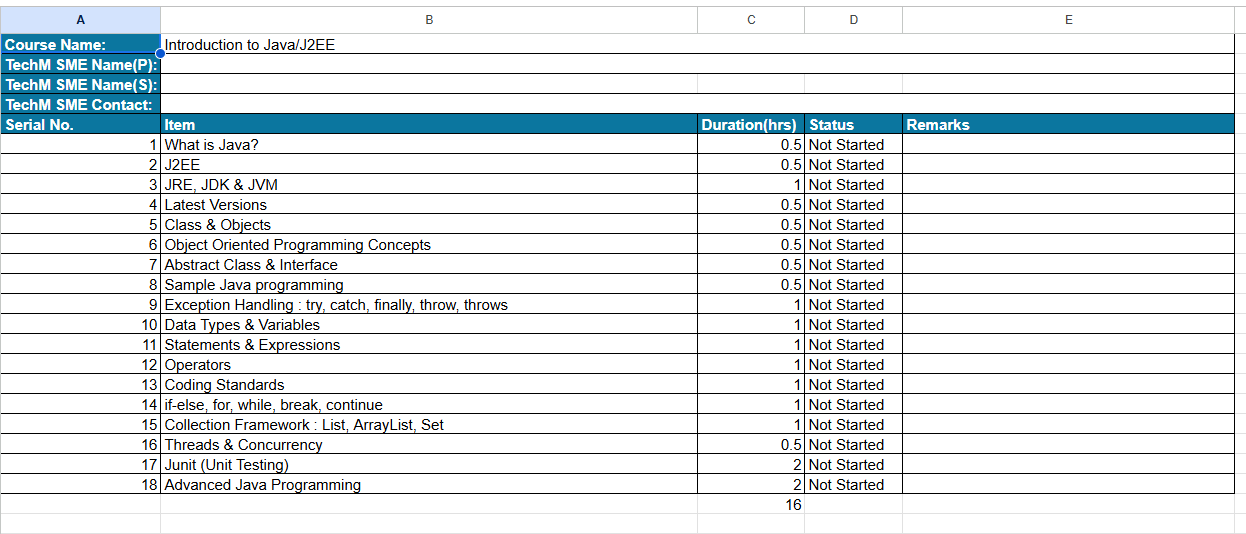 A B C D E
Course Name: Introduction to Java/J2EE
TechM SME Name(P):
TechM SME Name(S):
TechM SME Contact:
Serial No. Item Duration(hrs) Status Remarks
1 What is Java? 0.5 Not Started
2 J2EE 0.5 Not Started
3 JRE, JDK & JVM 1 Not Started
4 Latest Versions 0.5 Not Started
5 Class & Objects 0.5 Not Started
6 Object Oriented Programming Concepts 0.5 Not Started
7 Abstract Class & Interface 0.5 Not Started
8 Sample Java programming 0.5 Not Started
9 Exception Handling : try, catch, finally, throw, throws 1 Not Started
10 Data Types & Variables 1 Not Started
11 Statements & Expressions 1 Not Started
12 Operators 1 Not Started
13 Coding Standards 1 Not Started
14 if-else, for, while, break, continue 1 Not Started
15 Collection Framework : List, ArrayList, Set 1 Not Started
16 Threads & Concurrency 0.5 Not Started
17 Junit (Unit Testing) 2 Not Started
18 Advanced Java Programming 2 Not Started
16